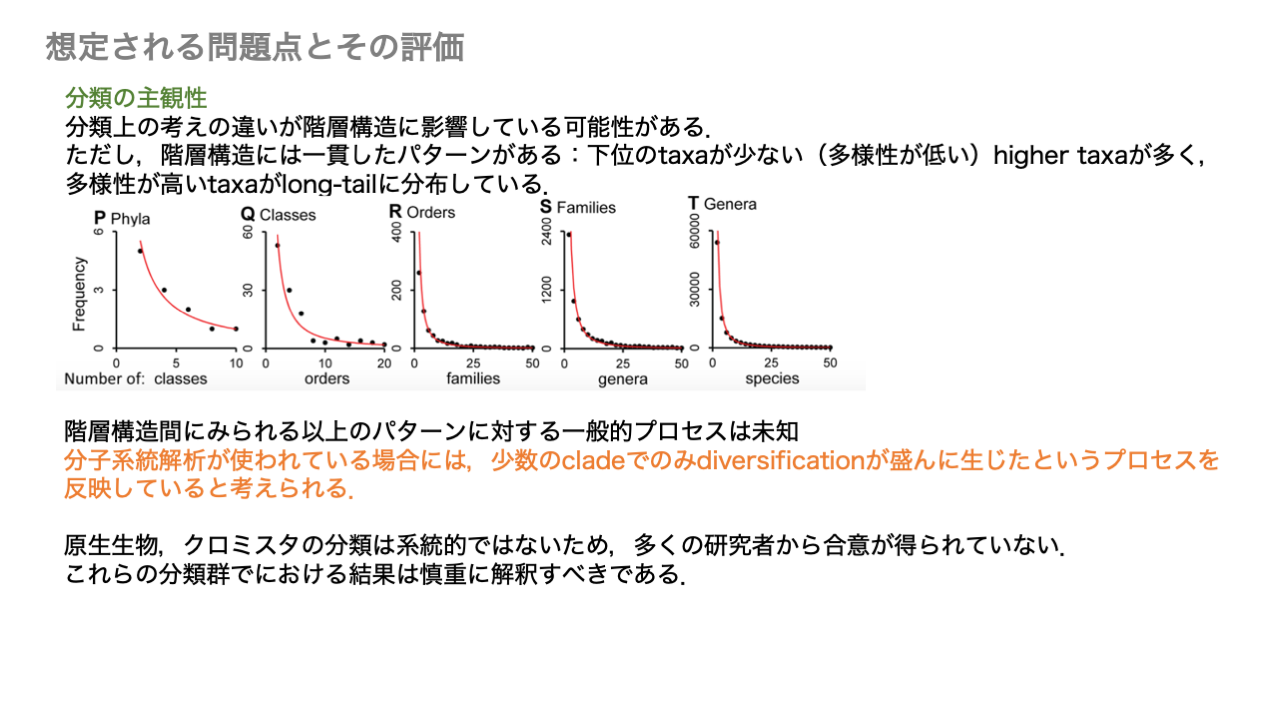 想定される問題点とその評価
分類の主観性
分類上の考えの違いが階層構造に影響している可能性がある．
ただし，階層構造には一貫したパターンがある：下位のtaxaが少ない（多様性が低い）higher taxaが多く，
多様性が高いtaxaがlong-tailに分布している．
P Phyla
Q Classes
R Orders
S Families
T Genera
Frequency
6
3
0
60
30
0
400
200
0
2400
1200
0
60000
30000
0
0 5 10
0 10 20
0 25 50
0 25 50
0 25 50
Number of: classes
orders
families
genera
species
階層構造間にみられる以上のパターンに対する一般的プロセスは未知
分子系統解析が使われている場合には，少数のcladeでのみdiversificationが盛んに生じたというプロセスを
反映していると考えられる．
原生生物，クロミスタの分類は系統的ではないため，多くの研究者から合意が得られていない．
これらの分類群でにおける結果は慎重に解釈すべきである．